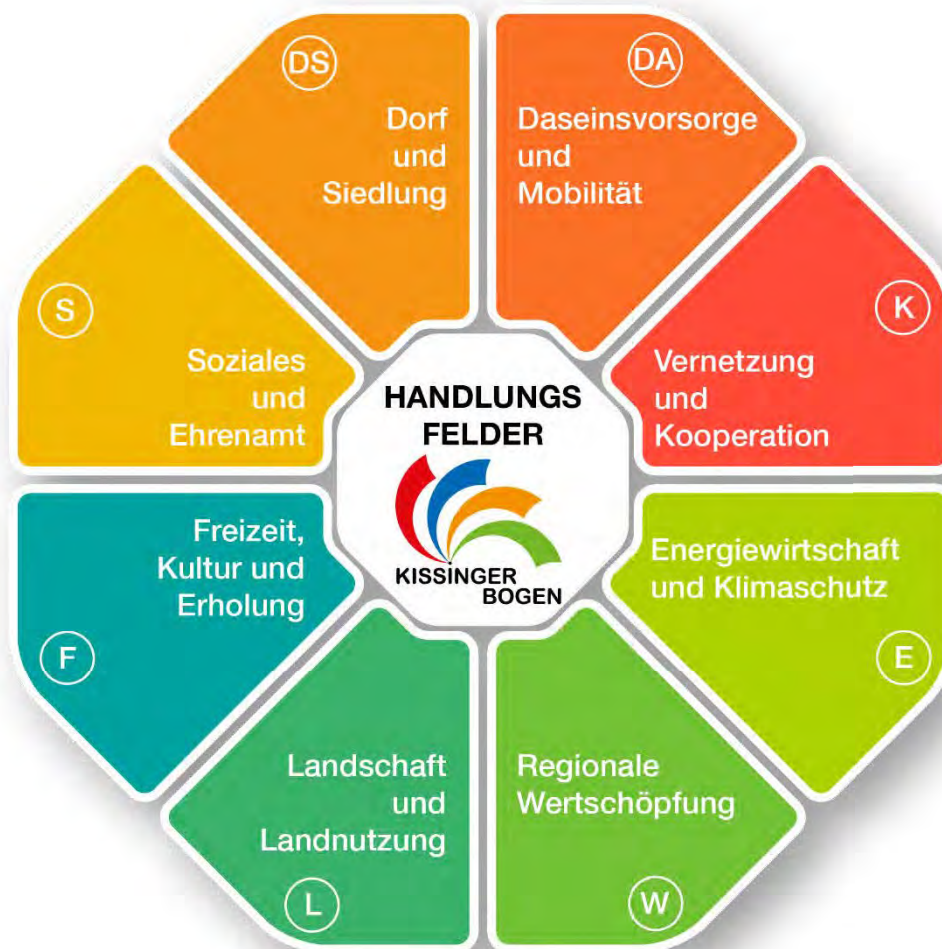 DS
Dorf
und
Siedlung
DA
Daseinsvorsorge
und
Mobilität
K
Vernetzung
und
Kooperation
S
Soziales
und
Ehrenamt
HANDLUNGS
FELDER
KISSINGER
BOGEN
Freizeit,
Kultur und
Erholung
F
Energiewirtschaft
und Klimaschutz
E
Landschaft
und
Landnutzung
L
Regionale
Wertschöpfung
W